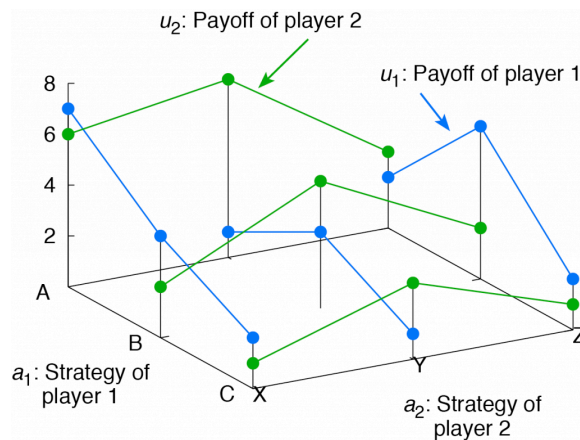 u2: Payoff of player 2
u1: Payoff of player 1
8
6
4
2
A
B
C
X
Y
Z
a1: Strategy of
player 1
a2: Strategy of
player 2